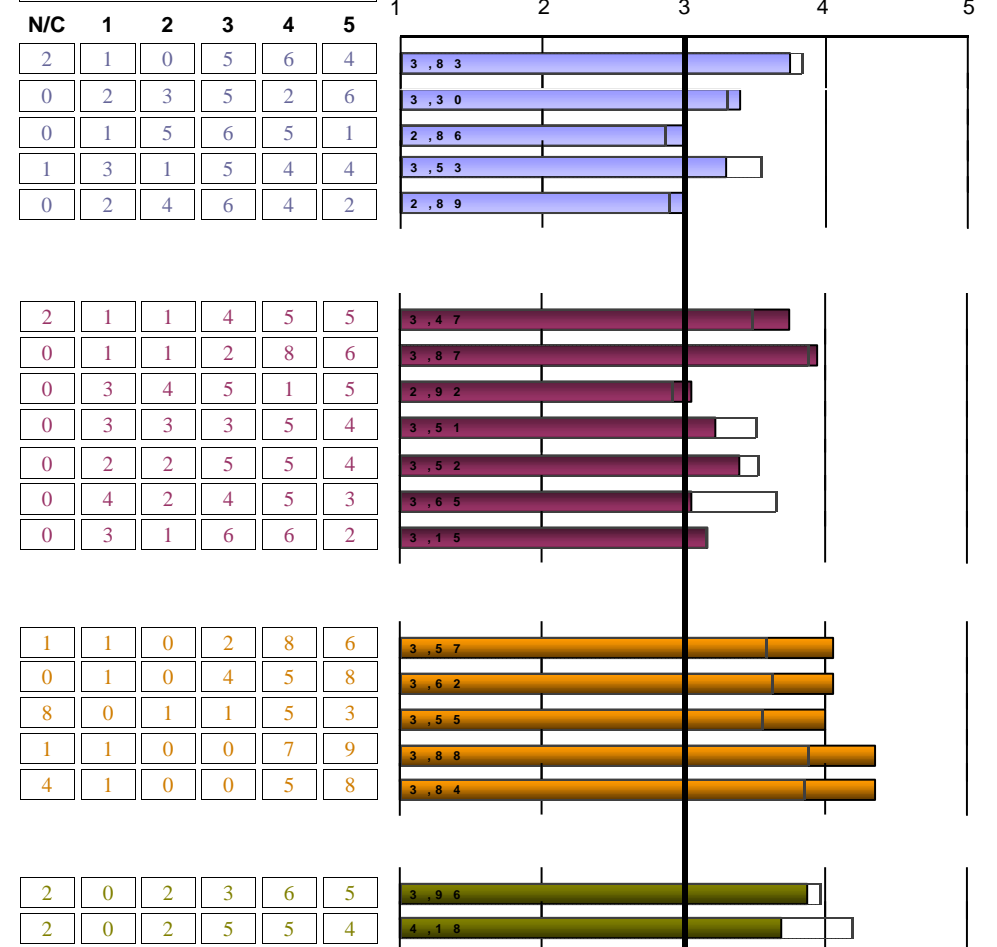 1 2 3 4 5
N/C 1 2 3 4 5
2 1 0 5 6 4 3,83
0 2 3 5 2 6 3,30
0 1 5 6 5 1 2,86
1 3 1 5 4 4 3,53
0 2 4 6 4 2 2,89
2 1 1 4 5 5 3,47
0 1 1 2 8 6 3,87
0 3 4 5 1 5 2,92
0 3 3 3 5 4 3,51
0 2 2 5 5 4 3,52
0 4 2 4 5 3 3,65
0 3 1 6 6 2 3,15
1 1 0 2 8 6 3,57
0 1 0 4 5 8 3,62
8 0 1 1 5 3 3,55
1 1 0 0 7 9 3,88
4 1 0 0 5 8 3,84
2 0 2 3 6 5 3,96
2 0 2 5 5 4 4,18